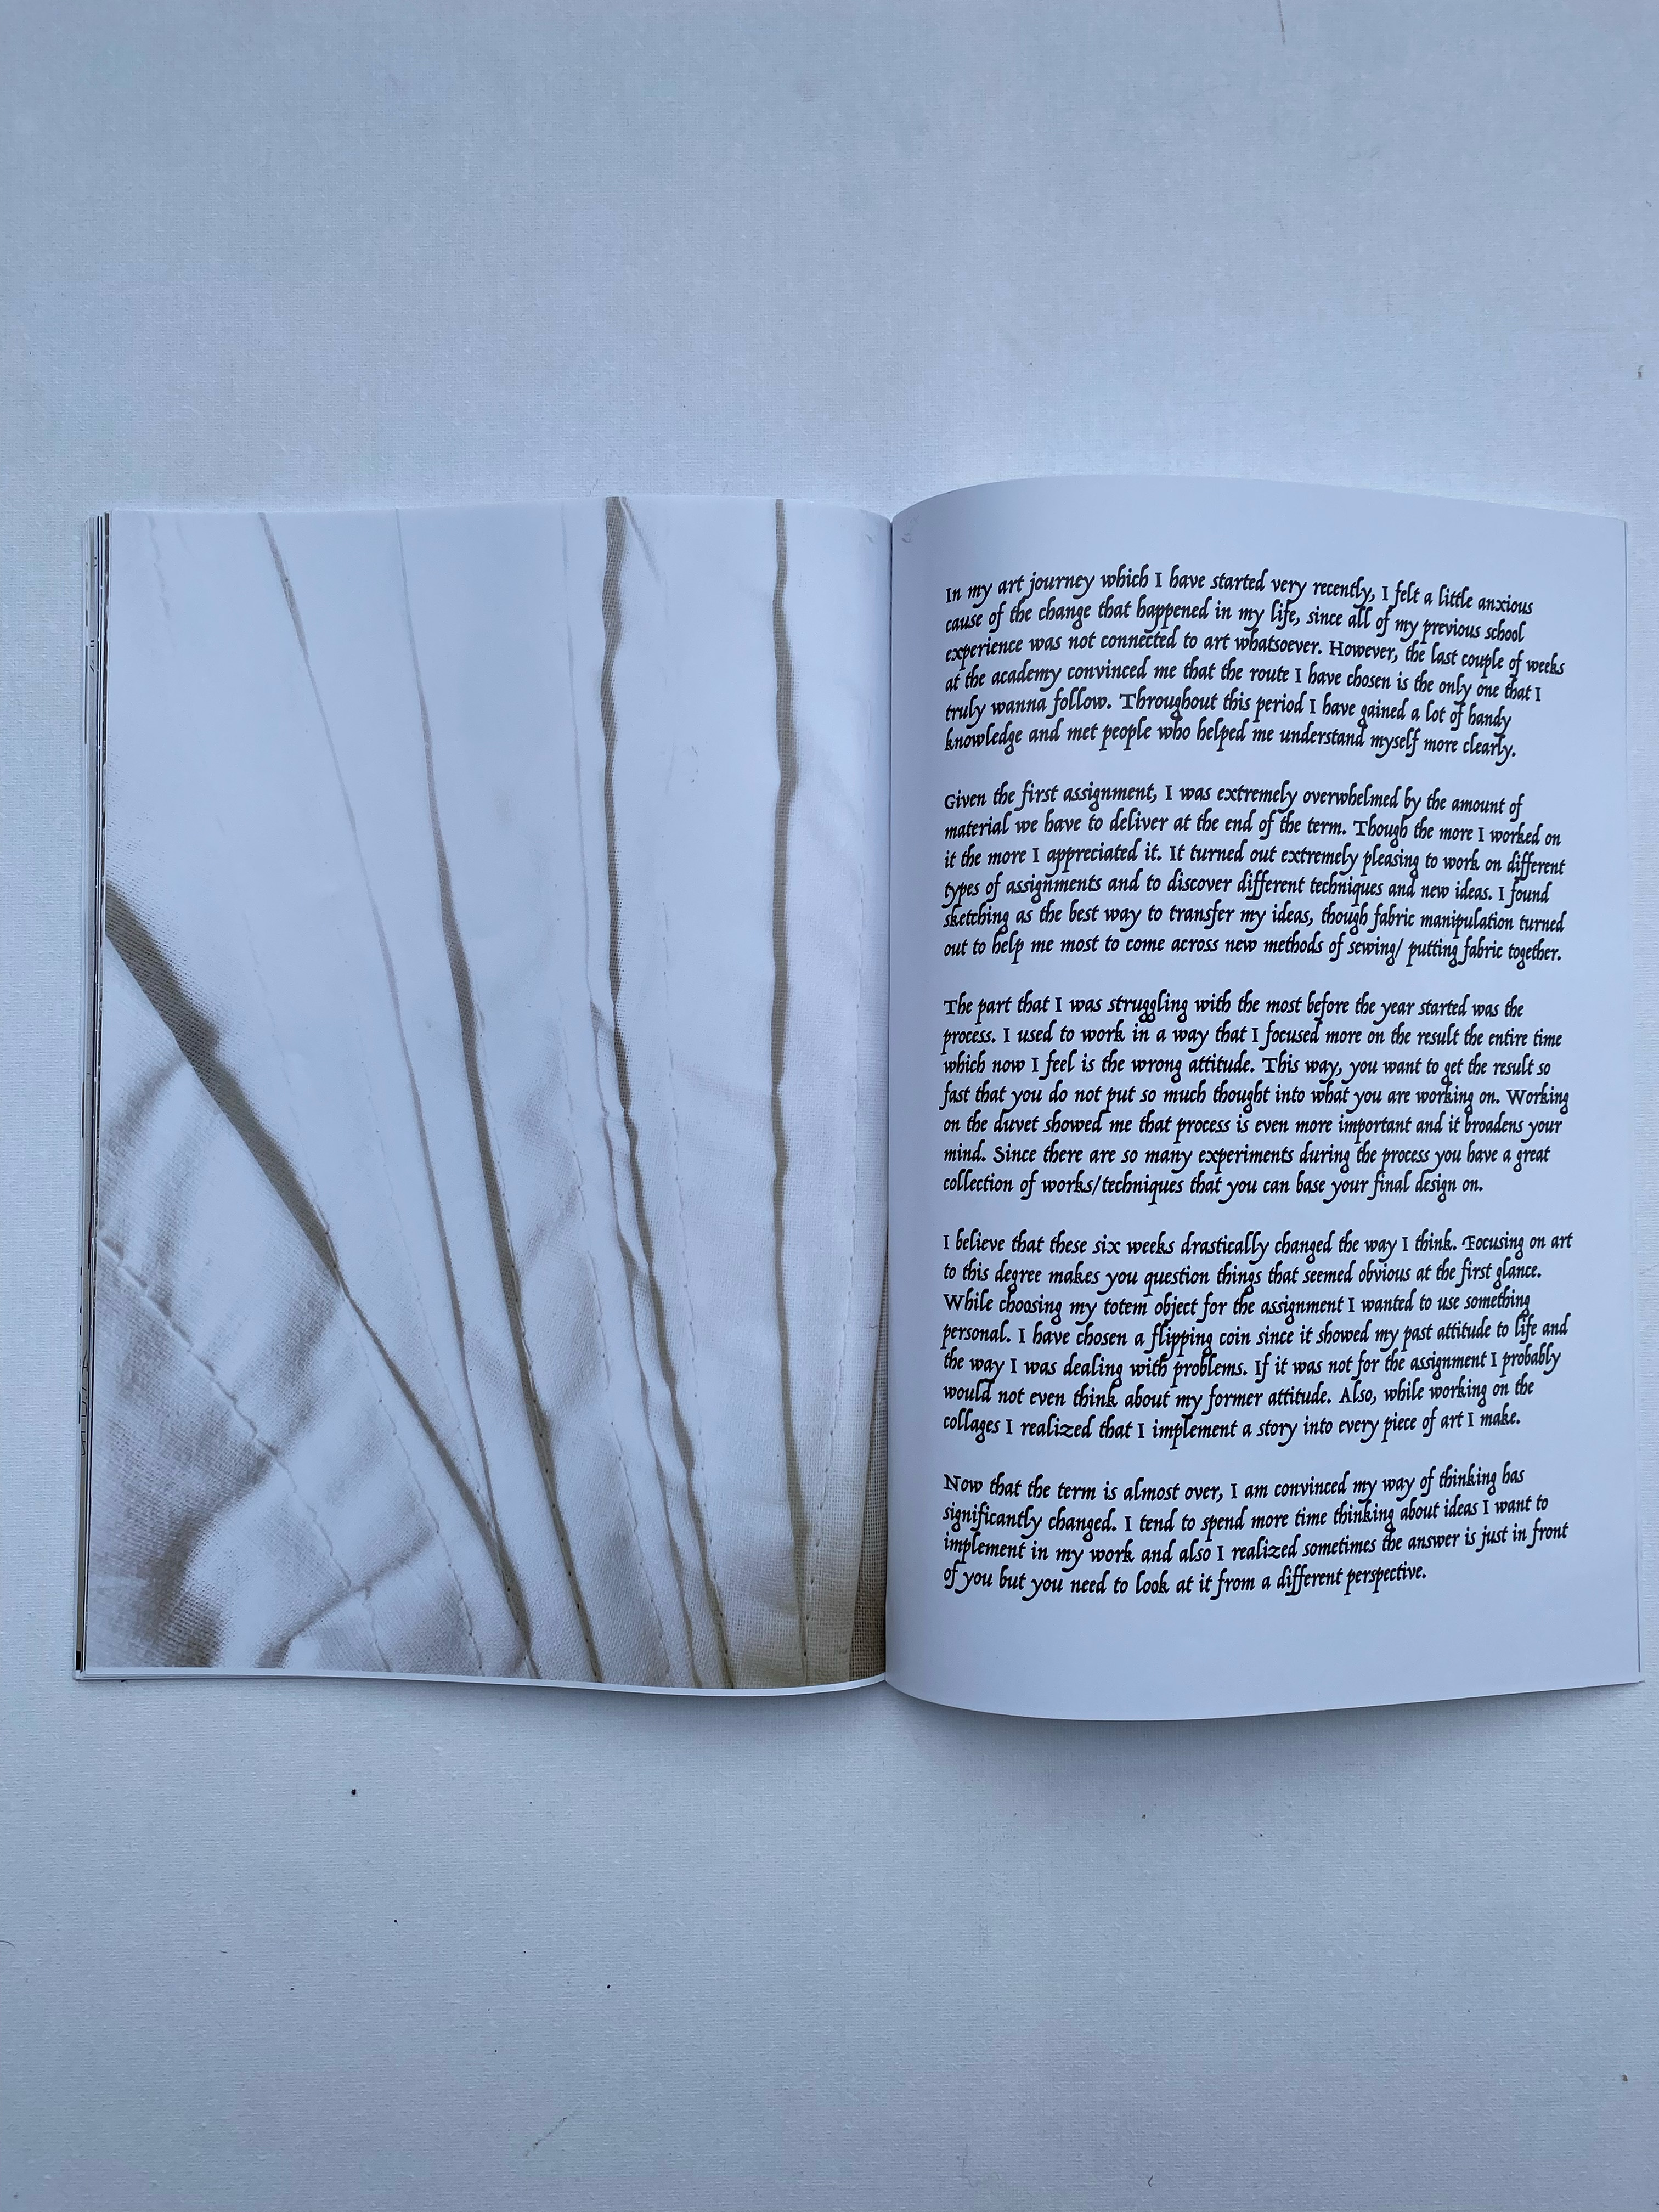 In my art journey which I have started very recently, I felt a little anxious
cause of the change that happened in my life, since all of my previous school
experience was not connected to art whatsoever. However, the last couple of weeks
at the academy convinced me that the route I have chosen is the only one that I
truly wanna follow. Throughout this period I have gained a lot of handy
knowledge and met people who helped me understand myself more clearly.
Given the first assignment, I was extremely overwhelmed by the amount of
material we have to deliver at the end of the term. Though the more I worked on
it the more I appreciated it. It turned out extremely pleasing to work on different
types of assignments and to discover different techniques and new ideas. I found
sketching as the best way to transfer my ideas, though fabric manipulation turned
out to help me most to come across new methods of sewing/ putting fabric together.
The part that I was struggling with the most before the year started was the
process. I used to work in a way that I focused more on the result the entire time
which now I feel is the wrong attitude. This way, you want to get the result so
fast that you do not put so much thought into what you are working on. Working
on the duvet showed me that process is even more important and it broadens your
mind. Since there are so many experiments during the process you have a great
collection of works/techniques that you can base your final design on.
I believe that these six weeks drastically changed the way I think. Focusing on art
to this degree makes you question things that seemed obvious at the first glance.
While choosing my totem object for the assignment I wanted to use something
personal. I have chosen a flipping coin since it showed my past attitude to life and
the way I was dealing with problems. If it was not for the assignment I probably
would not even think about my former attitude. Also, while working on the
collages I realized that I implement a story into every piece of art I make.
Now that the term is almost over, I am convinced my way of thinking has
significantly changed. I tend to spend more time thinking about ideas I want to
implement in my work and also I realized sometimes the answer is just in front
of you but you need to look at it from a different perspective.